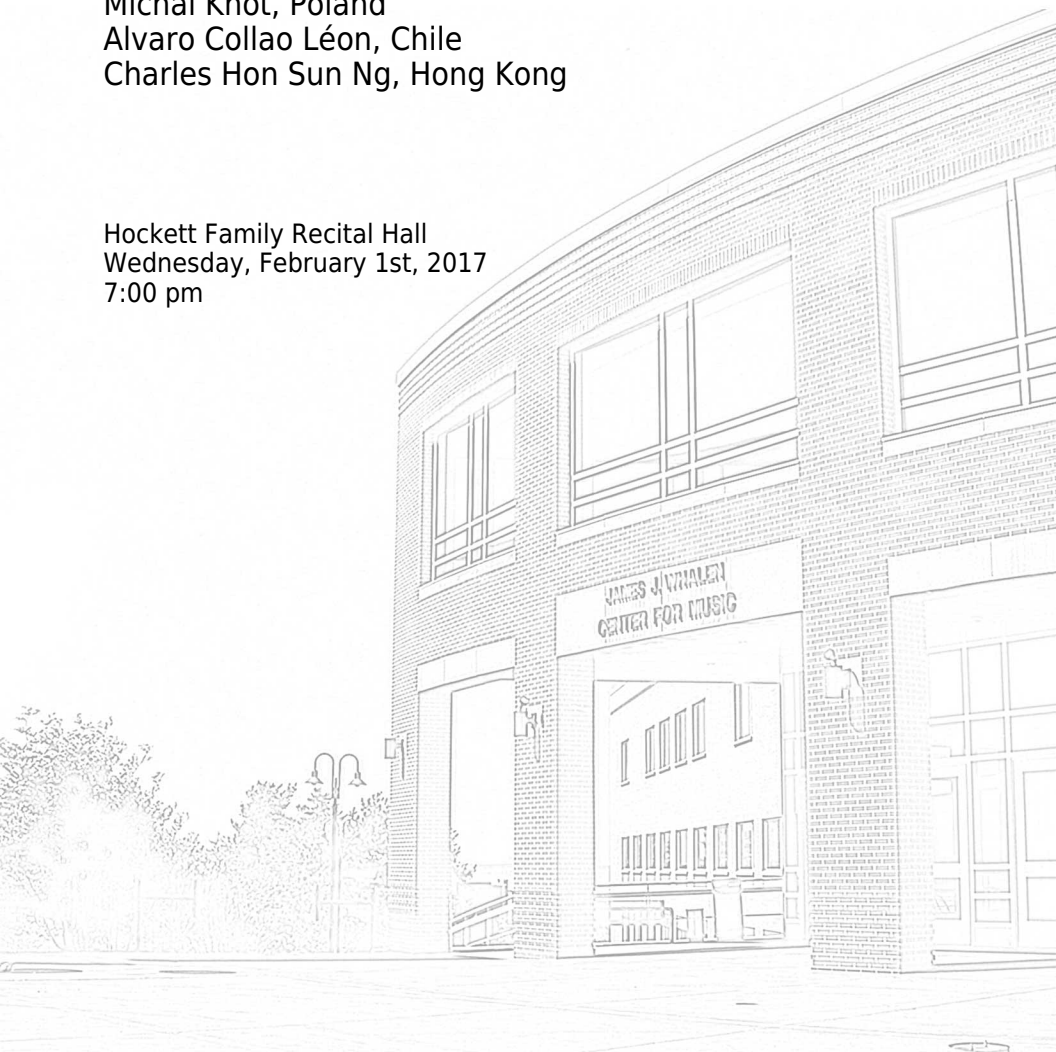 Michal Knot, Poland
Alvaro Collao Léon, Chile
Charles Hon Sun Ng, Hong Kong
Hockett Family Recital Hall
Wednesday, February 1st, 2017
7:00 pm
JAMES J. WHALEN
CENTER FOR MUSIC